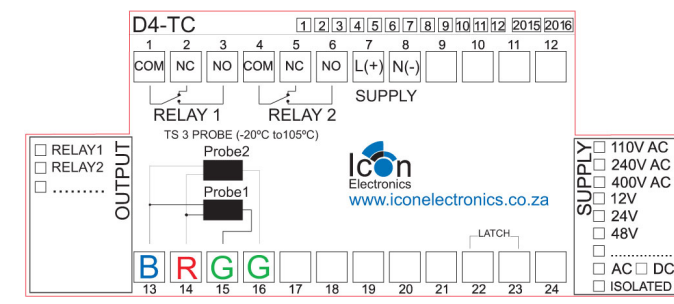 D4-TC 1 2 3 4 5 6 7 8 9 10 11 12 2015 2016
1 2 3 4 5 6 7 8 9 10 11 12
COM NC NO COM NC NO L(+) N(-)
RELAY 1 RELAY 2 SUPPLY
TS 3 PROBE (-20ºC to105ºC)
Probe2
Probe1
OUTPUT
RELAY1
RELAY2
.........
Icon
Electronics
www.iconelectronics.co.za
LATCH
SUPPLY
110V AC
240V AC
400V AC
12V
24V
48V
...............
AC DC
ISOLATED
B R G G
13 14 15 16 17 18 19 20 21 22 23 24